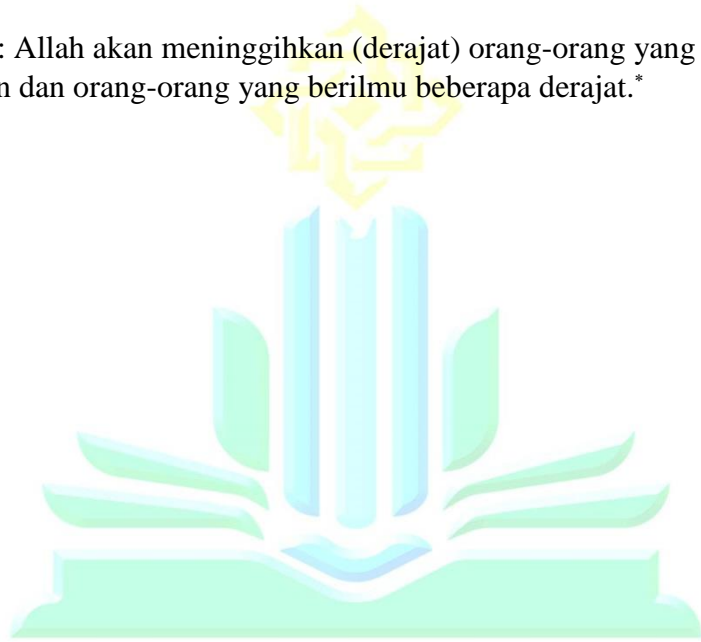 : Allah akan meninggihkan (derajat) orang-orang yang
n dan orang-orang yang berilmu beberapa derajat.*